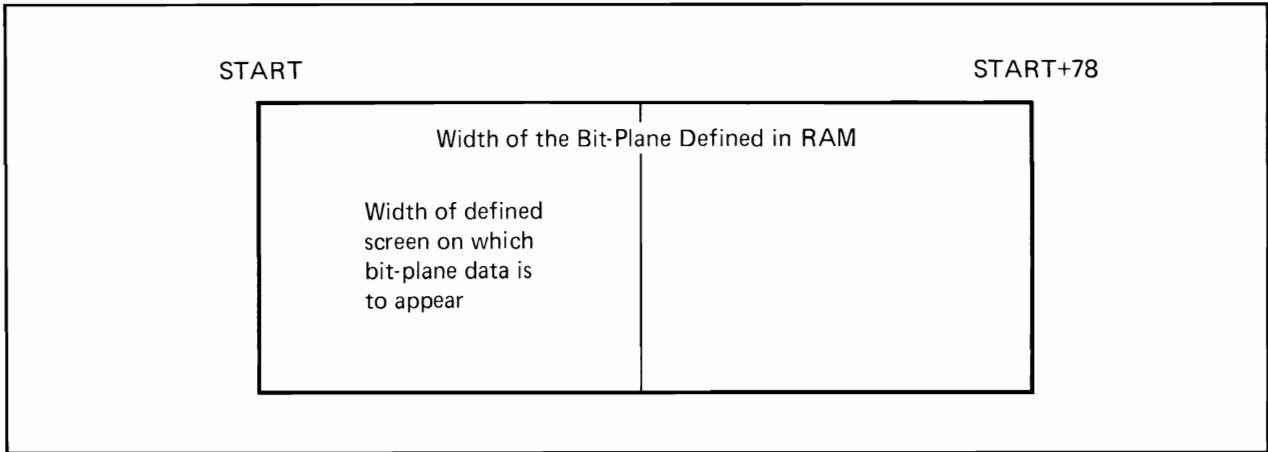 START START+78
Width of the Bit-Plane Defined in RAM
Width of defined
screen on which
bit-plane data is
to appear